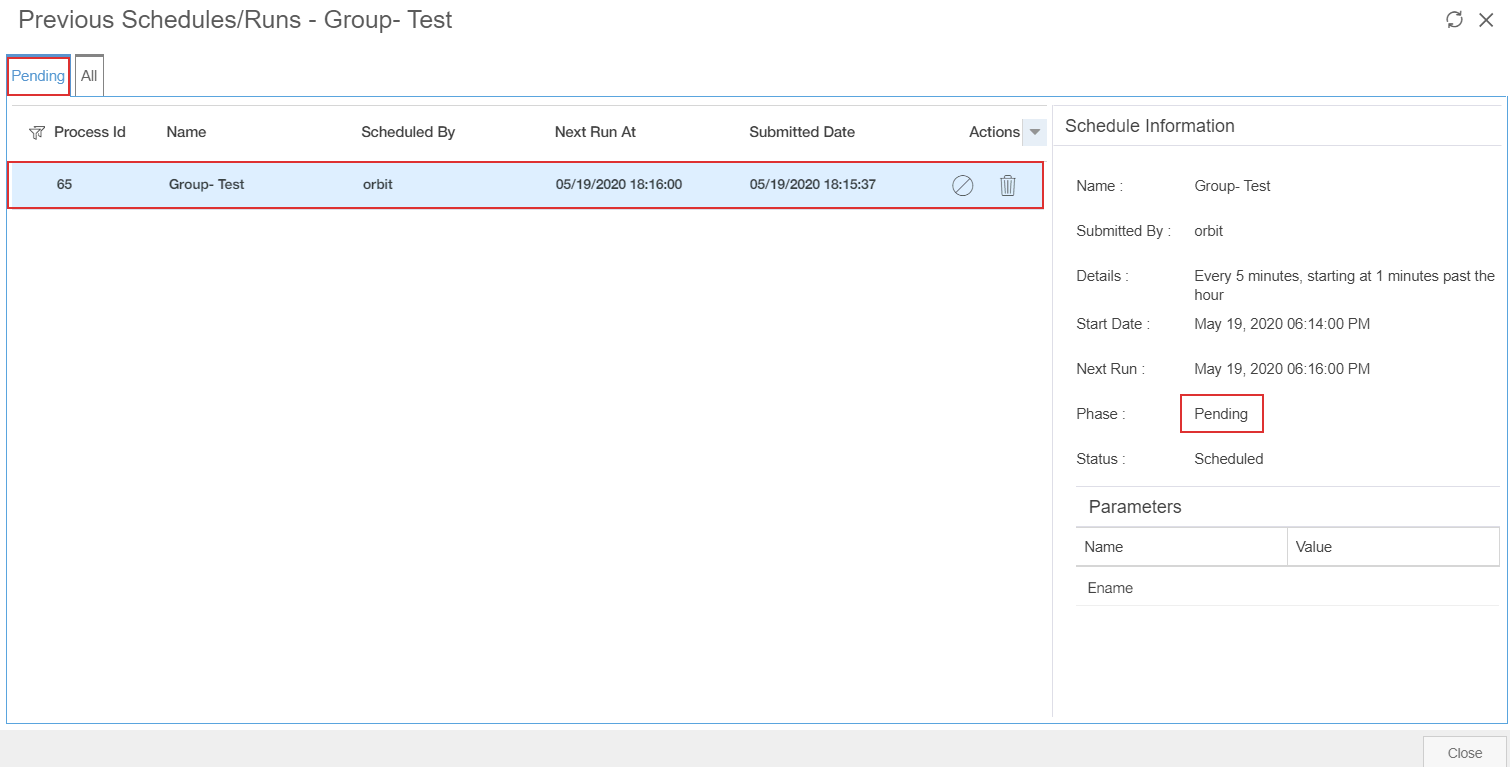 Previous Schedules/Runs - Group- Test
Pending All
Process Id Name Scheduled By Next Run At Submitted Date Actions
65 Group- Test orbit 05/19/2020 18:16:00 05/19/2020 18:15:37
Schedule Information
Name : Group- Test
Submitted By : orbit
Details : Every 5 minutes, starting at 1 minutes past the
hour
Start Date : May 19, 2020 06:14:00 PM
Next Run : May 19, 2020 06:16:00 PM
Phase : Pending
Status : Scheduled
Parameters
Name Value
Ename
Close